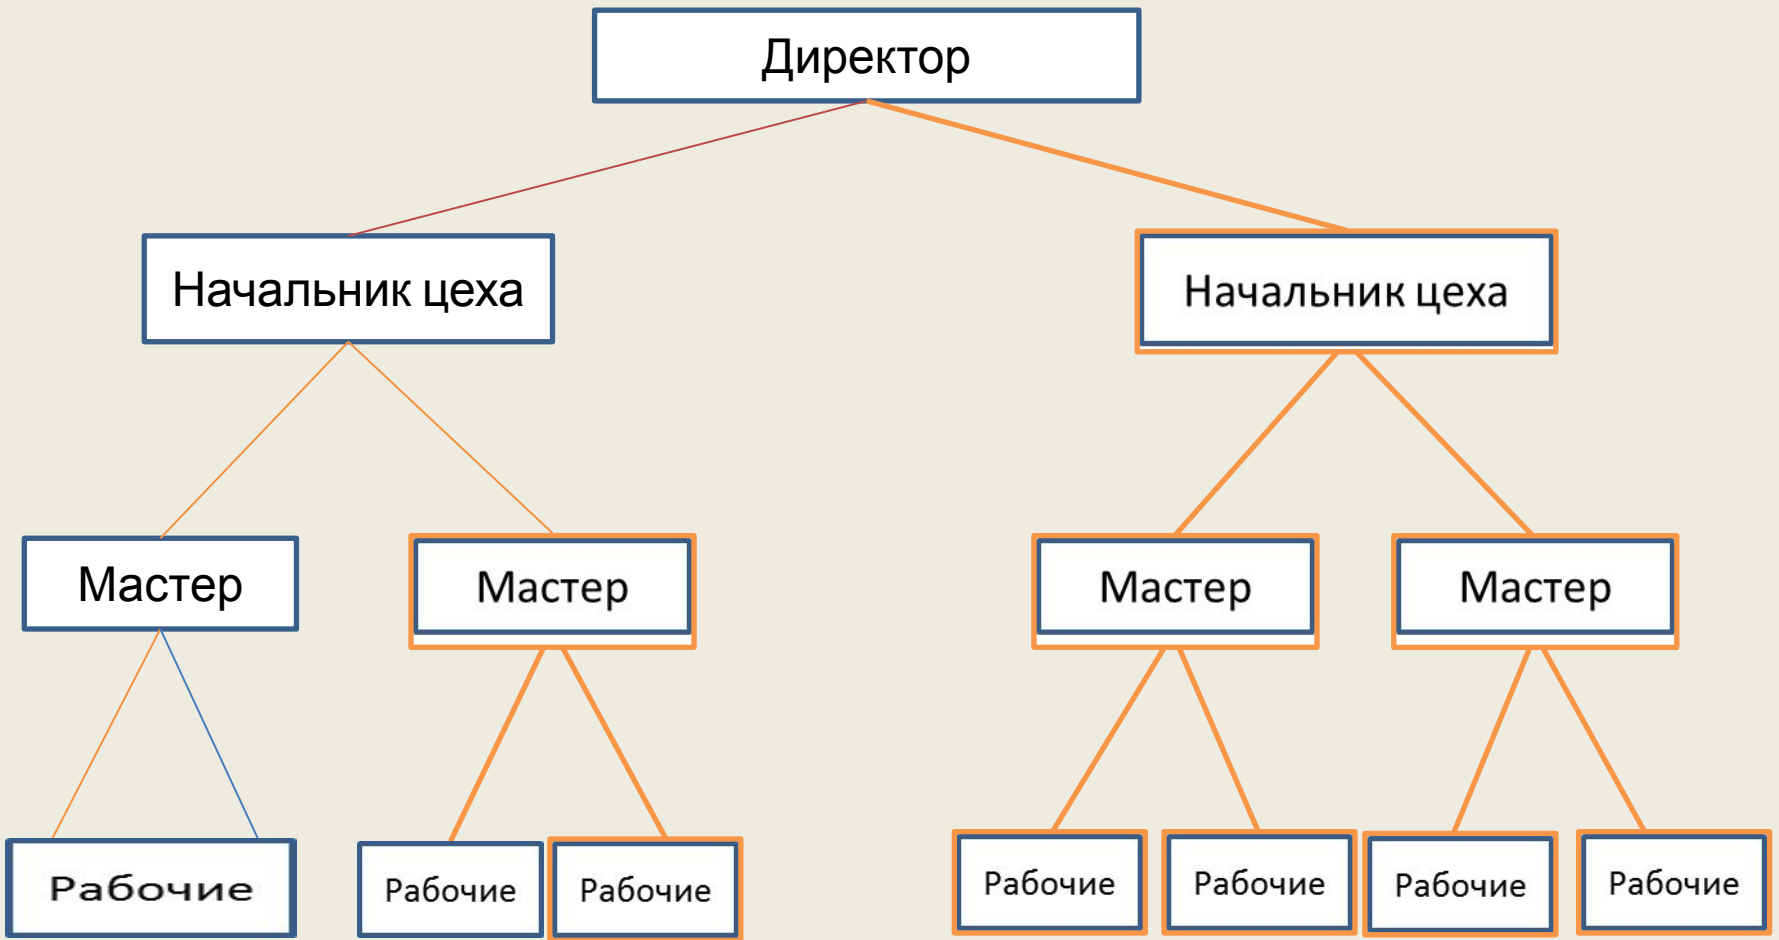 Директор
Начальник цеха
Начальник цеха
Мастер
Мастер
Мастер
Мастер
Рабочие
Рабочие
Рабочие
Рабочие
Рабочие
Рабочие
Рабочие